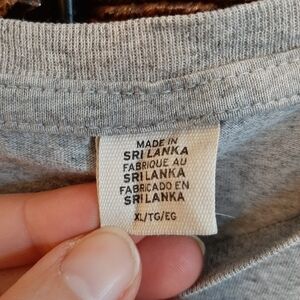 MADE IN
SRI LANKA
FABRIQUE AU
SRI LANKA
FABRICADO EN
SRI LANKA
XL/TG/EG